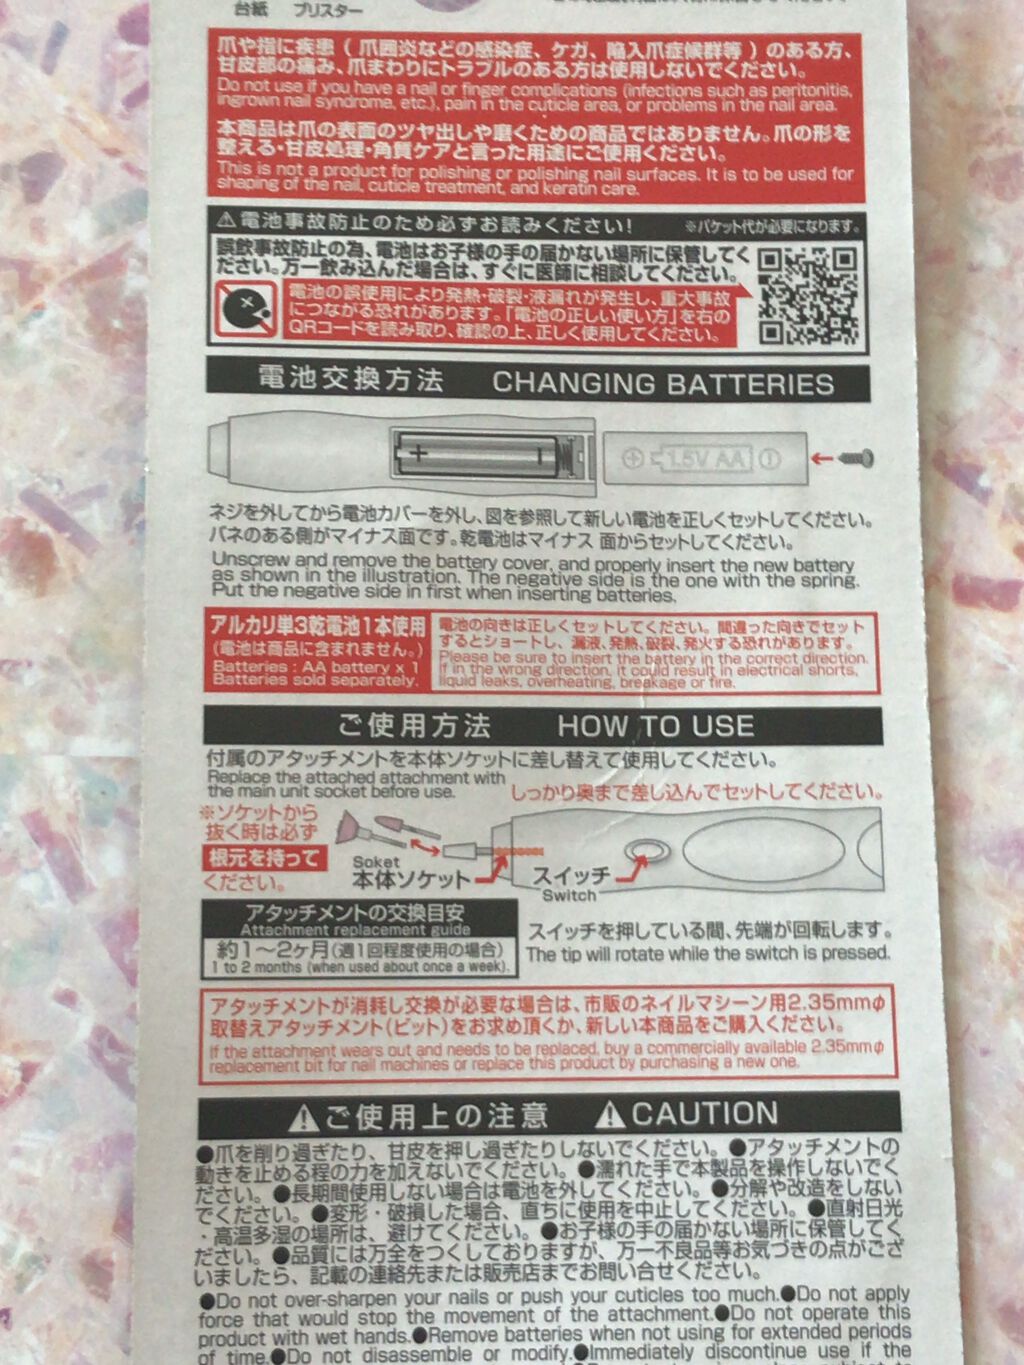 台紙 ブリスター
爪や指に疾患（爪囲炎などの感染症、ケガ、陥入爪症候群等）のある方、
甘皮部の痛み、爪まわりにトラブルのある方は使用しないでください。
Do not use if you have a nail or finger complications (infections such as peritonitis,
ingrown nail syndrome, etc.), pain in the cuticle area, or problems in the nail area.
本商品は爪の表面のツヤ出しや磨くための商品ではありません。爪の形を
整える・甘皮処理・角質ケアと言った用途にご使用ください。
This is not a product for polishing or polishing nail surfaces. It is to be used for
shaping of the nail, cuticle treatment, and keratin care.
⚠電池事故防止のため必ずお読みください! ※パケット代が必要になります。
誤飲事故防止の為、電池はお子様の手の届かない場所に保管してく
ださい。万一飲み込んだ場合は、すぐに医師に相談してください。
電池の誤使用により発熱・破裂・液漏れが発生し、重大事故
につながる恐れがあります。「電池の正しい使い方」を右の
QRコードを読み取り、確認の上、正しく使用してください。
電池交換方法 CHANGING BATTERIES
+ −
⊕ 1.5V AA ⊖
ネジを外してから電池カバーを外し、図を参照して新しい電池を正しくセットしてください。
バネのある側がマイナス面です。乾電池はマイナス 面からセットしてください。
Unscrew and remove the battery cover, and properly insert the new battery
as shown in the illustration. The negative side is the one with the spring.
Put the negative side in first when inserting batteries.
アルカリ単3乾電池1本使用
(電池は商品に含まれません。)
Batteries : AA battery x 1
Batteries sold separately.
電池の向きは正しくセットしてください。間違った向きでセット
するとショートし、漏液、発熱、破裂、発火する恐れがあります。
Please be sure to insert the battery in the correct direction.
If in the wrong direction, it could result in electrical shorts,
liquid leaks, overheating, breakage or fire.
ご使用方法 HOW TO USE
付属のアタッチメントを本体ソケットに差し替えて使用してください。
Replace the attached attachment with
the main unit socket before use.
しっかり奥まで差し込んでセットしてください。
※ソケットから
抜く時は必ず
根元を持って
ください。
Soket
本体ソケット
スイッチ
Switch
アタッチメントの交換目安
Attachment replacement guide
約1〜2ヶ月(週1回程度使用の場合)
1 to 2 months (when used about once a week).
スイッチを押している間、先端が回転します。
The tip will rotate while the switch is pressed.
アタッチメントが消耗し交換が必要な場合は、市販のネイルマシーン用2.35mmφ
取替えアタッチメント(ビット)をお求め頂くか、新しい本商品をご購入ください。
If the attachment wears out and needs to be replaced, buy a commercially available 2.35mmφ
replacement bit for nail machines or replace this product by purchasing a new one.
⚠ご使用上の注意 ⚠CAUTION
●爪を削り過ぎたり、甘皮を押し過ぎたりしないでください。●アタッチメントの
動きを止める程の力を加えないでください。●濡れた手で本製品を操作しないでく
ださい。●長期間使用しない場合は電池を外してください。●分解や改造をしない
でください。●変形・破損した場合、直ちに使用を中止してください。●直射日光
・高温多湿の場所は、避けてください。●お子様の手の届かない場所に保管してく
ださい。●品質には万全をつくしておりますが、万一不良品等お気づきの点がござ
いましたら、記載の連絡先または販売店までお問い合せください。
●Do not over-sharpen your nails or push your cuticles too much.●Do not apply
force that would stop the movement of the attachment.●Do not operate this
product with wet hands.●Remove batteries when not using for extended periods
of time.●Do not disassemble or modify.●Immediately discontinue use if the